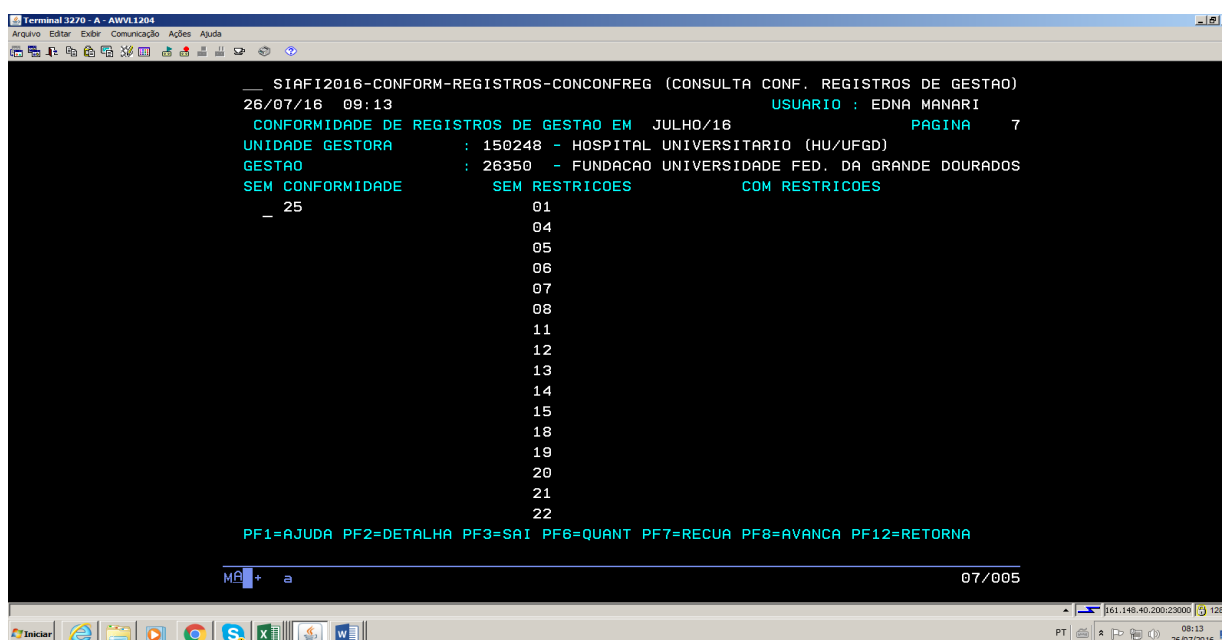 Terminal 3270 - A - AWVL1204
Arquivo Editar Exibir Comunicação Ações Ajuda
__ SIAFI2016-CONFORM-REGISTROS-CONCONFREG (CONSULTA CONF. REGISTROS DE GESTAO)
26/07/16 09:13 USUARIO : EDNA MANARI
CONFORMIDADE DE REGISTROS DE GESTAO EM JULHO/16 PAGINA 7
UNIDADE GESTORA : 150248 - HOSPITAL UNIVERSITARIO (HU/UFGD)
GESTAO : 26350 - FUNDACAO UNIVERSIDADE FED. DA GRANDE DOURADOS
SEM CONFORMIDADE SEM RESTRICOES COM RESTRICOES
_ 25 01
04
05
06
07
08
11
12
13
14
15
18
19
20
21
22
PF1=AJUDA PF2=DETALHA PF3=SAI PF6=QUANT PF7=RECUA PF8=AVANCA PF12=RETORNA
MA + a 07/005
161.148.40.200:23000 128
Iniciar PT 08:13
26/07/2016